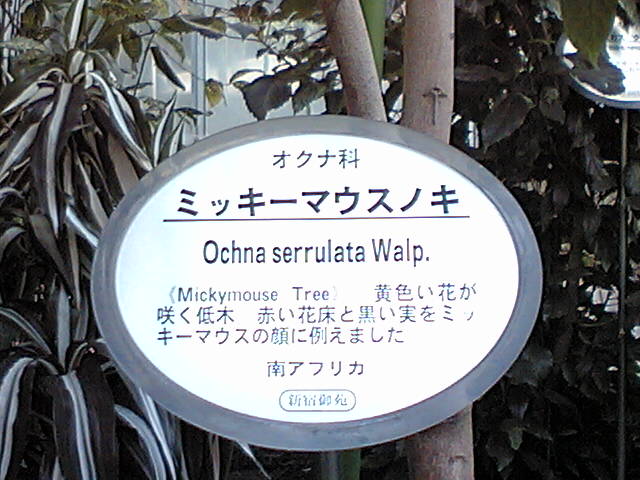 オクナ科
ミッキーマウスノキ
Ochna serrulata Walp.
《Mickymouse Tree》 黄色い花が
咲く低木 赤い花床と黒い実をミッ
キーマウスの顔に例えました
南アフリカ
新宿御苑